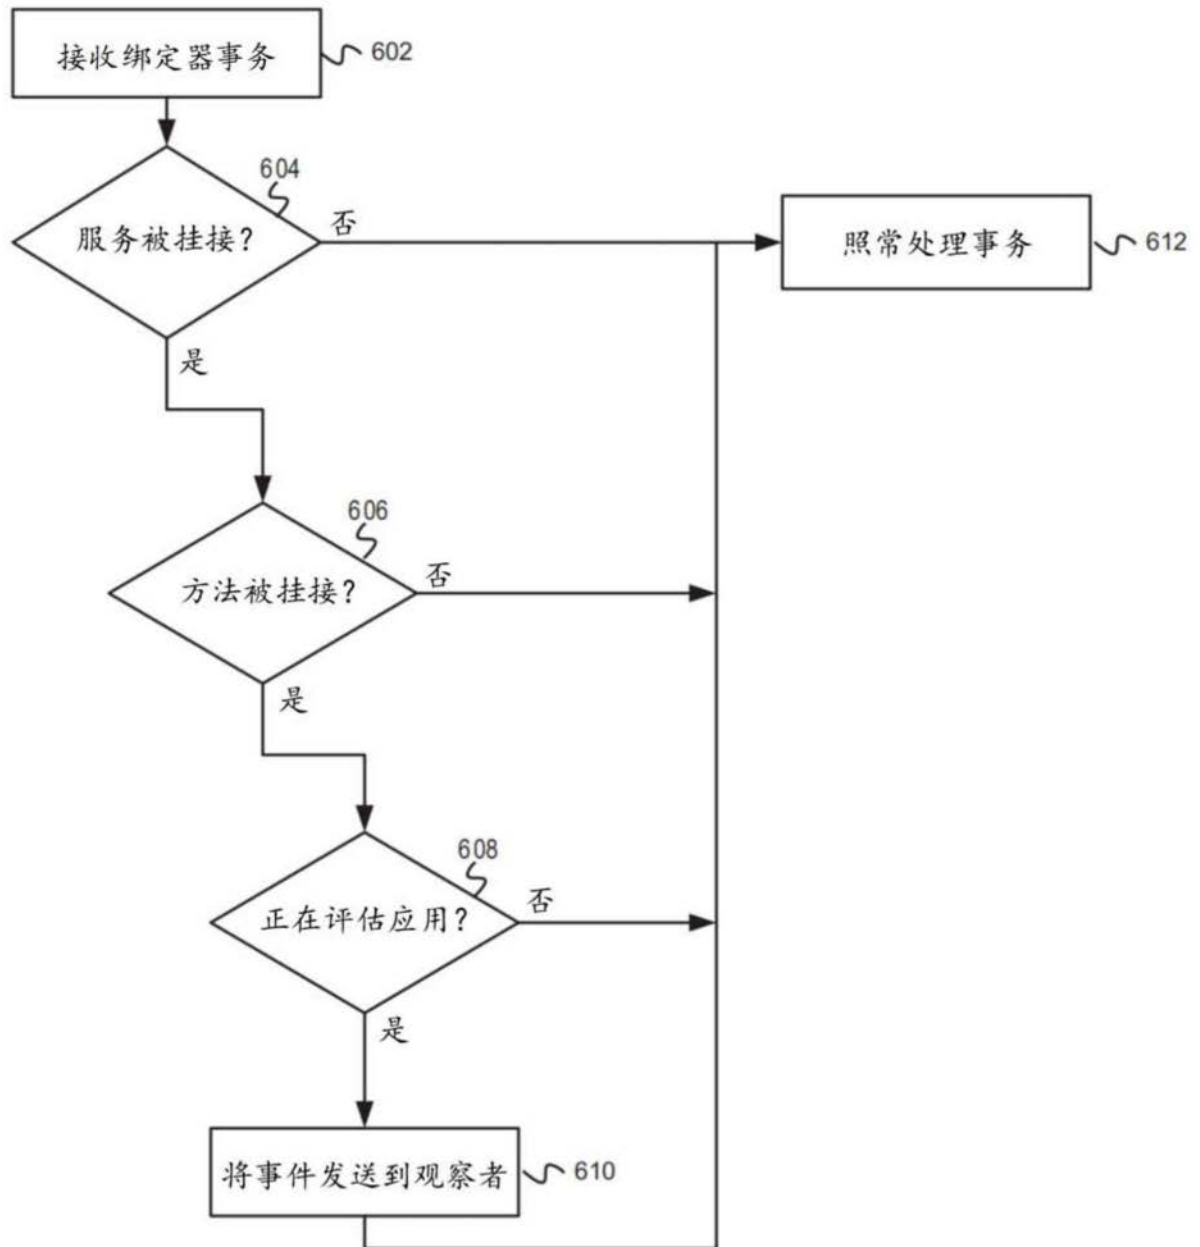 接收绑定器事务
602
604
服务被挂接?
否
照常处理事务
612
是
606
方法被挂接?
否
是
608
正在评估应用?
否
是
将事件发送到观察者
610